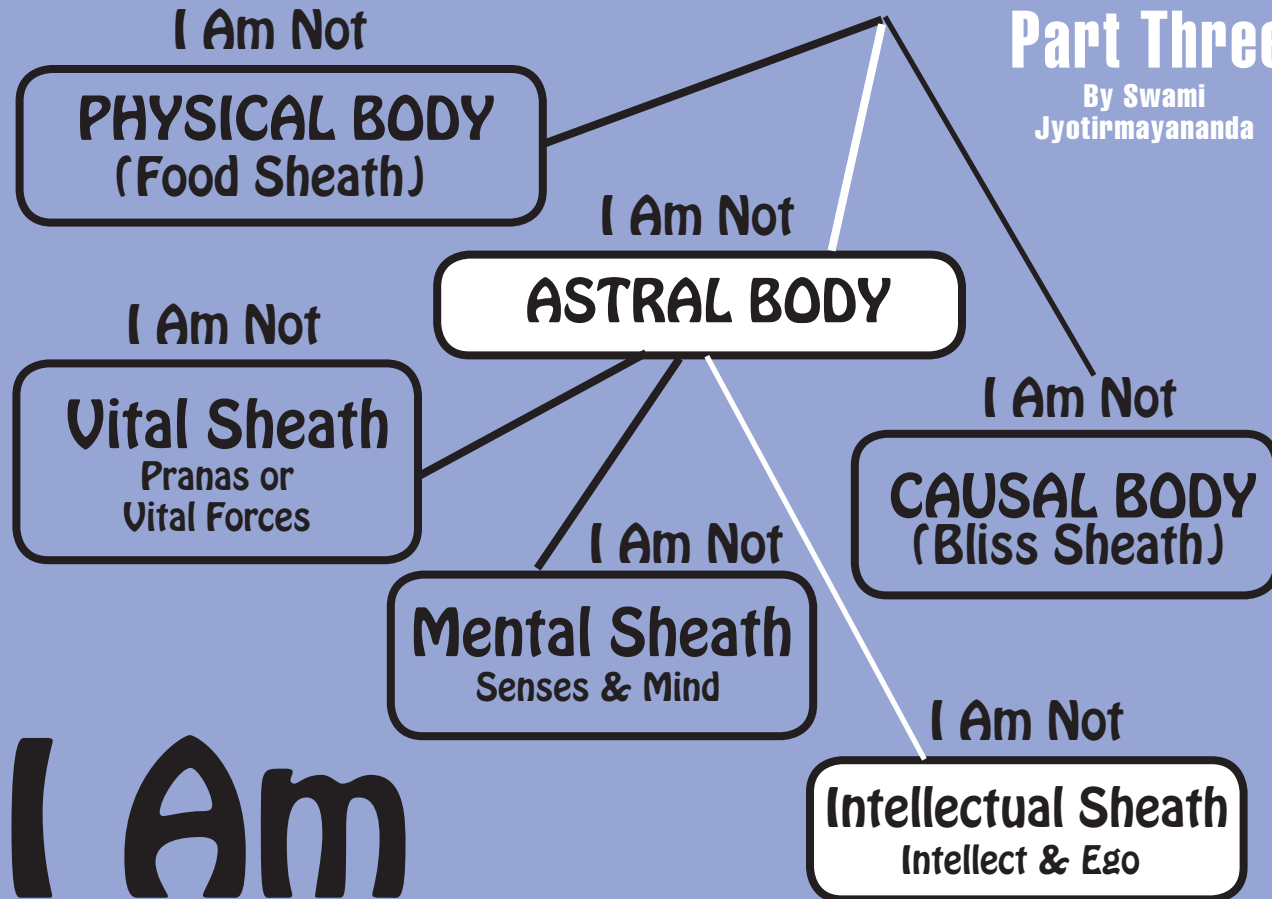 I Am Not
PHYSICAL BODY
(Food Sheath)
Part Three
By Swami
Jyotirmayananda
I Am Not
ASTRAL BODY
I Am Not
Vital Sheath
Pranas or
Vital Forces
I Am Not
CAUSAL BODY
(Bliss Sheath)
I Am Not
Mental Sheath
Senses & Mind
I Am Not
Intellectual Sheath
Intellect & Ego
I Am